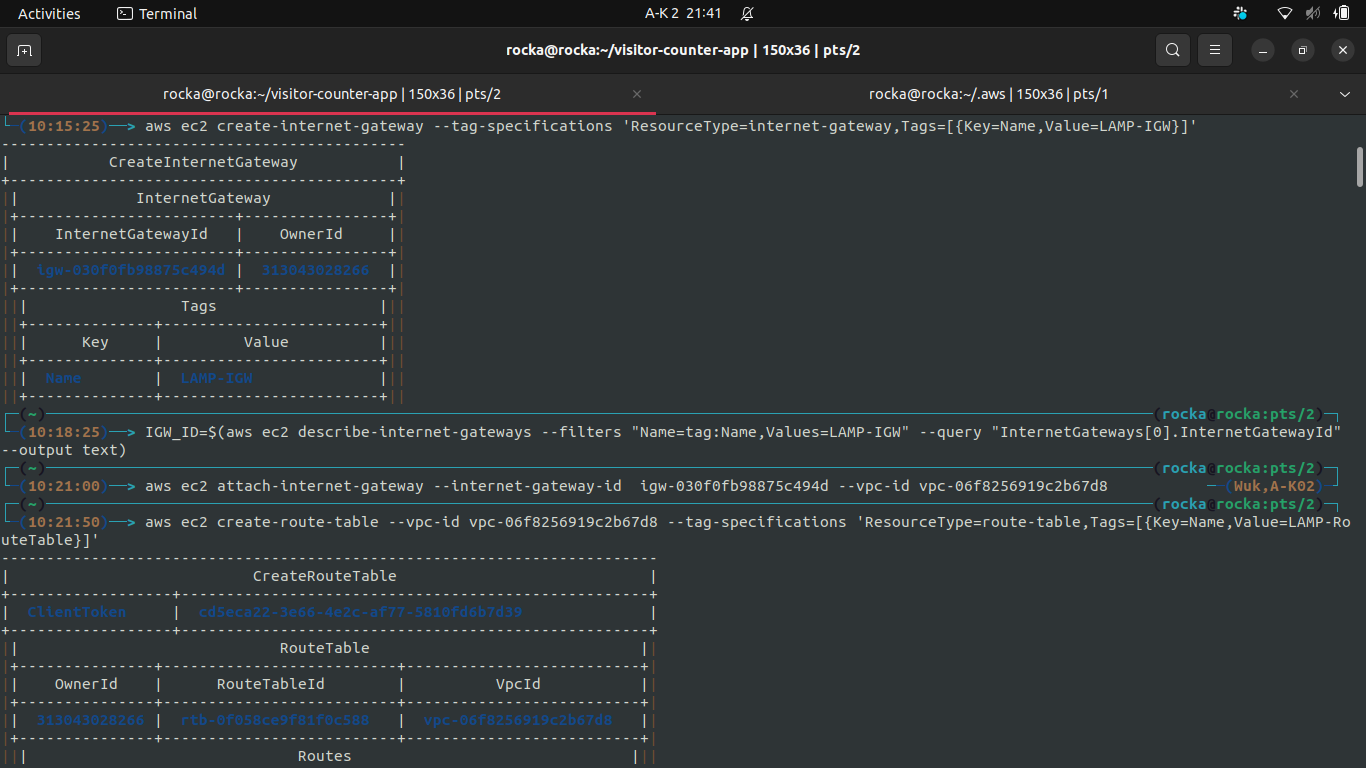 Activities Terminal A-K 2 21:41
rocka@rocka:~/visitor-counter-app | 150x36 | pts/2
rocka@rocka:~/visitor-counter-app | 150x36 | pts/2 rocka@rocka:~/.aws | 150x36 | pts/1
(10:15:25)──> aws ec2 create-internet-gateway --tag-specifications 'ResourceType=internet-gateway,Tags=[{Key=Name,Value=LAMP-IGW}]'
CreateInternetGateway
InternetGateway
InternetGatewayId | OwnerId
igw-030f0fb98875c494d | 313043028266
Tags
Key | Value
Name | LAMP-IGW
(~) (rocka@rocka:pts/2)
(10:18:25)──> IGW_ID=$(aws ec2 describe-internet-gateways --filters "Name=tag:Name,Values=LAMP-IGW" --query "InternetGateways[0].InternetGatewayId"
--output text)
(~) (rocka@rocka:pts/2)
(10:21:00)──> aws ec2 attach-internet-gateway --internet-gateway-id  igw-030f0fb98875c494d --vpc-id vpc-06f8256919c2b67d8 (Wuk,A-K02)
(~) (rocka@rocka:pts/2)
(10:21:50)──> aws ec2 create-route-table --vpc-id vpc-06f8256919c2b67d8 --tag-specifications 'ResourceType=route-table,Tags=[{Key=Name,Value=LAMP-Ro
uteTable}]'
CreateRouteTable
ClientToken | cd5eca22-3e66-4e2c-af77-5810fd6b7d39
RouteTable
OwnerId | RouteTableId | VpcId
313043028266 | rtb-0f058ce9f81f0c588 | vpc-06f8256919c2b67d8
Routes